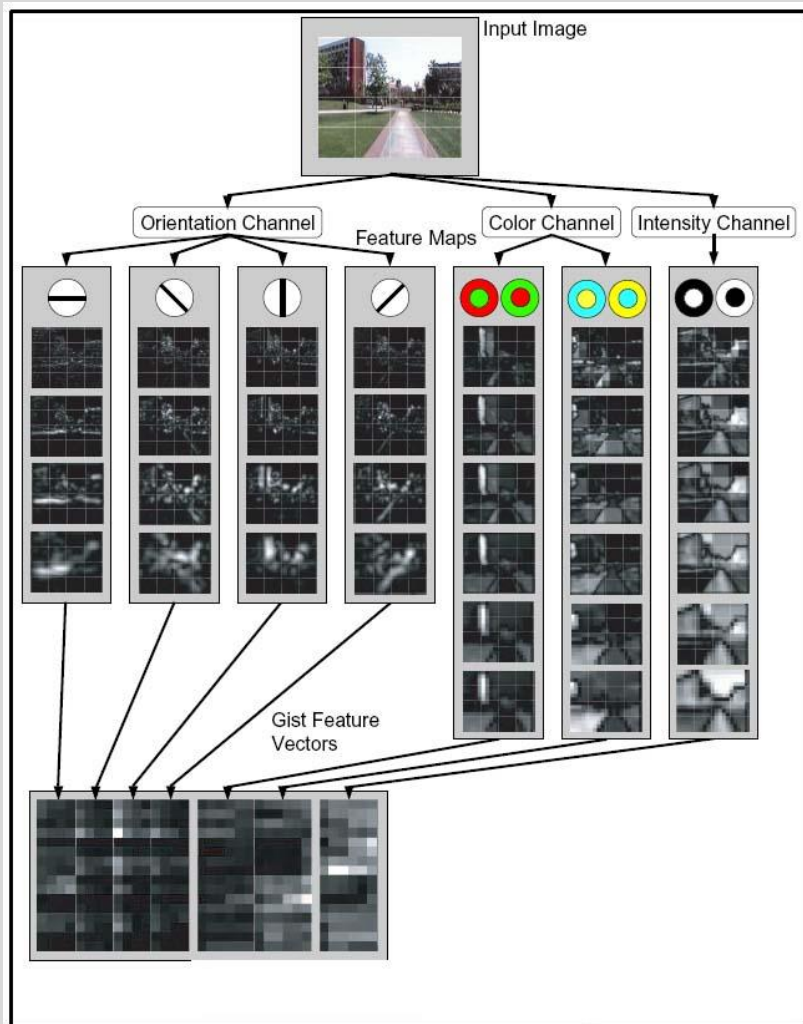 Input Image
Orientation Channel
Color Channel
Intensity Channel
Feature Maps
Gist Feature
Vectors